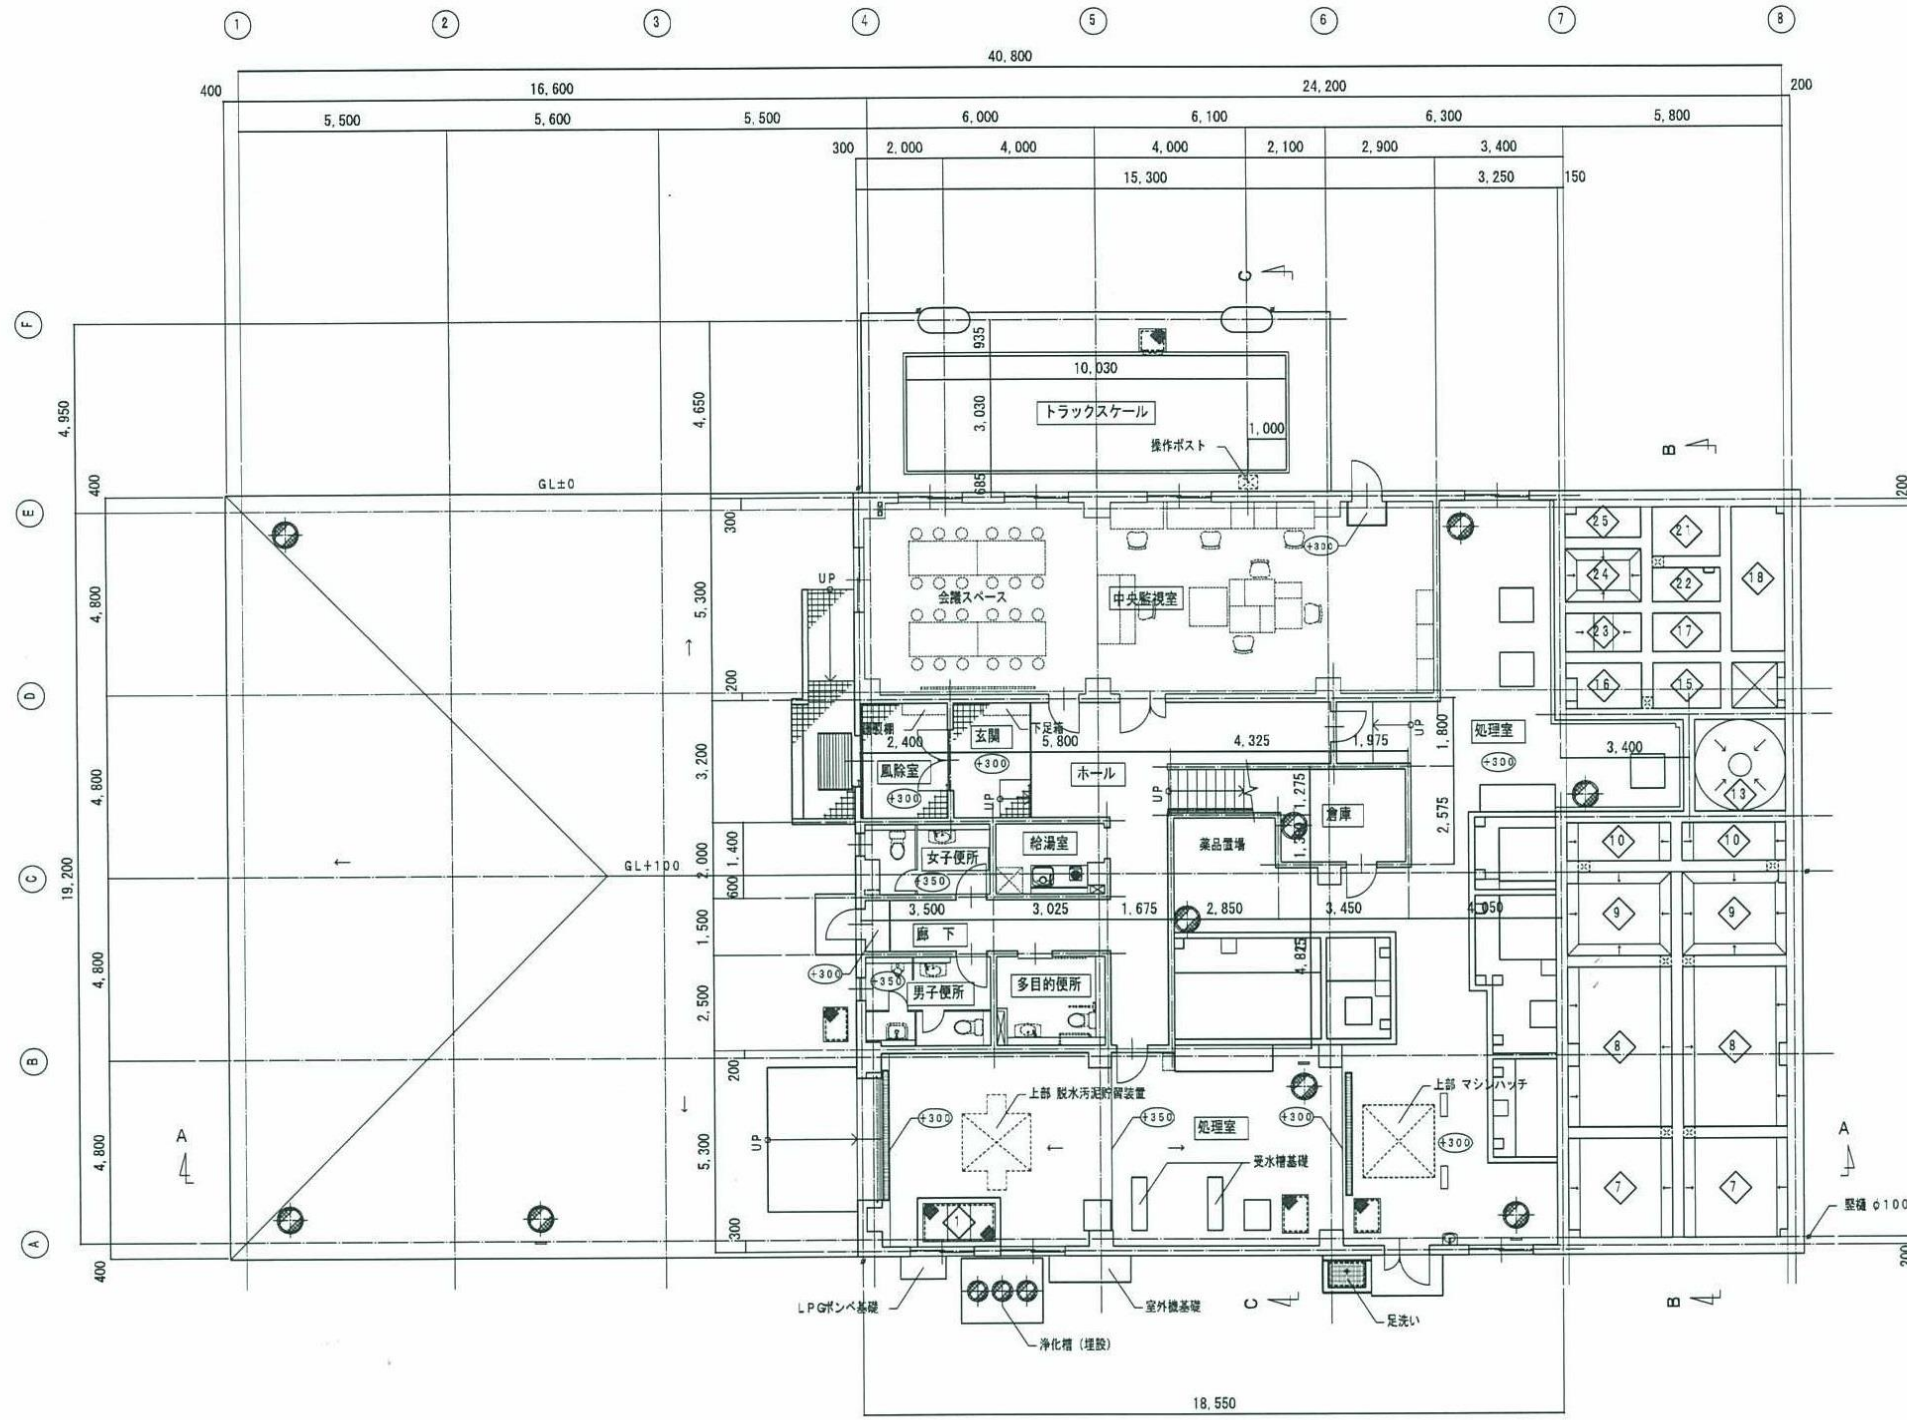 1 2 3 4 5 6 7 8
40,800
400 16,600 24,200 200
5,500 5,600 5,500 6,000 6,100 6,300 5,800
300 2,000 4,000 4,000 2,100 2,900 3,400
15,300 3,250 150
C
F
935
10,030
4,950
4,650
3,030
トラックスケール
1,000
操作ポスト
B
685
400
GL±0
200
E
300
25 21
+300
24 22 18
UP
会議スペース
中央監視室
4,800
5,300
23 17
16 15
D
200
下足箱
玄関
2,400 5,800 4,325 1,975
UP
1,800
処理室
3,400
3,200
風除室
+300
ホール
+300
4,800
+300
UP
UP
1,275
倉庫
2,575
13
1,400
2,000
給湯室
女子便所
薬品置場
10 10
GL+100
C
600
+350
19,200
3,500 3,025 1,675 2,850 3,450 4,050
9 9
1,500
廊 下
4,825
+300
+350
男子便所
多目的便所
4,800
2,500
8 8
B
200
上部 脱水汚泥貯留装置
上部 マシンハッチ
+300 +350 +300
処理室
+300
A
A
UP
4,800
5,300
受水槽基礎
7 7
1
竪樋 φ100
A
300
200
400
LPGボンベ基礎
室外機基礎
C
B
足洗い
浄化槽(埋設)
18,550